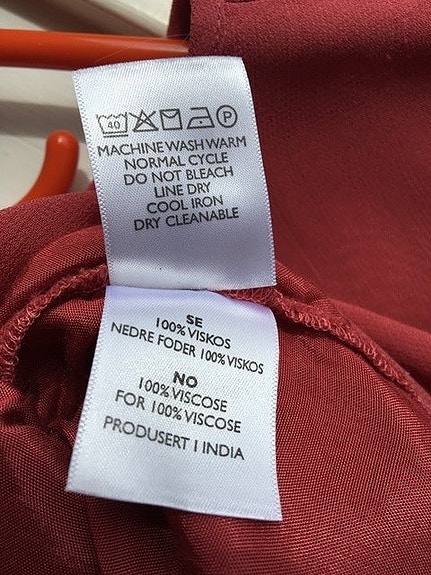 40 P
MACHINE WASH WARM
NORMAL CYCLE
DO NOT BLEACH
LINE DRY
COOL IRON
DRY CLEANABLE
SE
100% VISKOS
NEDRE FODER 100% VISKOS
NO
100% VISCOSE
FOR 100% VISCOSE
PRODUSERT I INDIA